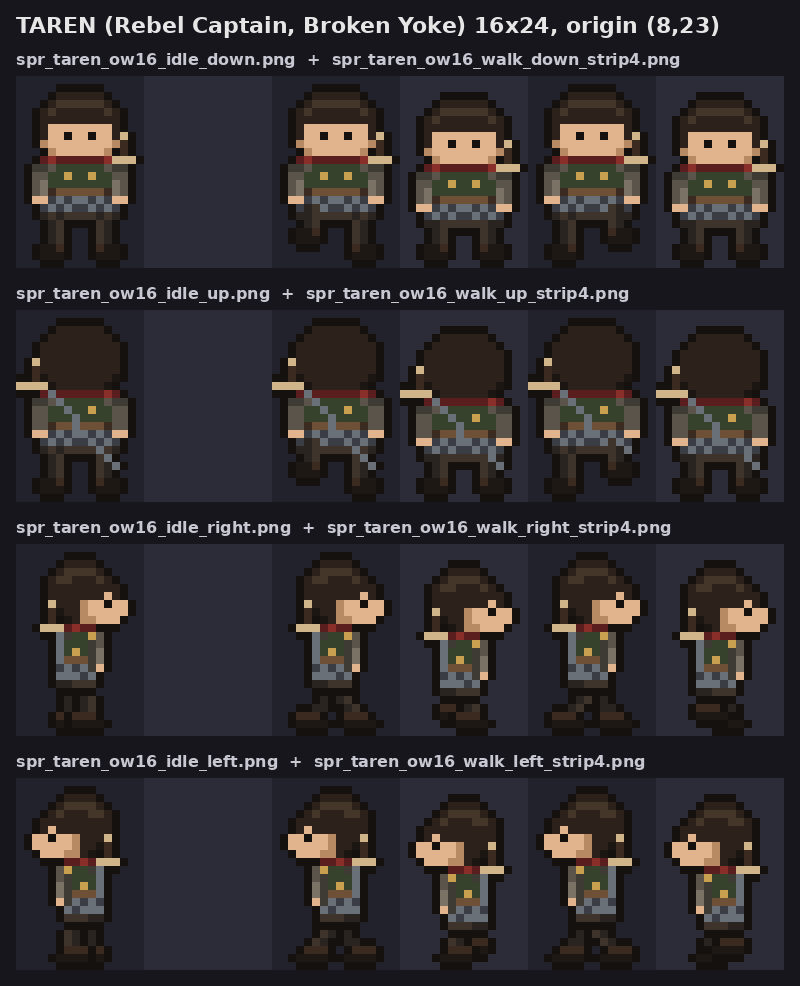 TAREN (Rebel Captain, Broken Yoke) 16x24, origin (8,23)
spr_taren_ow16_idle_down.png + spr_taren_ow16_walk_down_strip4.png
spr_taren_ow16_idle_up.png + spr_taren_ow16_walk_up_strip4.png
spr_taren_ow16_idle_right.png + spr_taren_ow16_walk_right_strip4.png
spr_taren_ow16_idle_left.png + spr_taren_ow16_walk_left_strip4.png